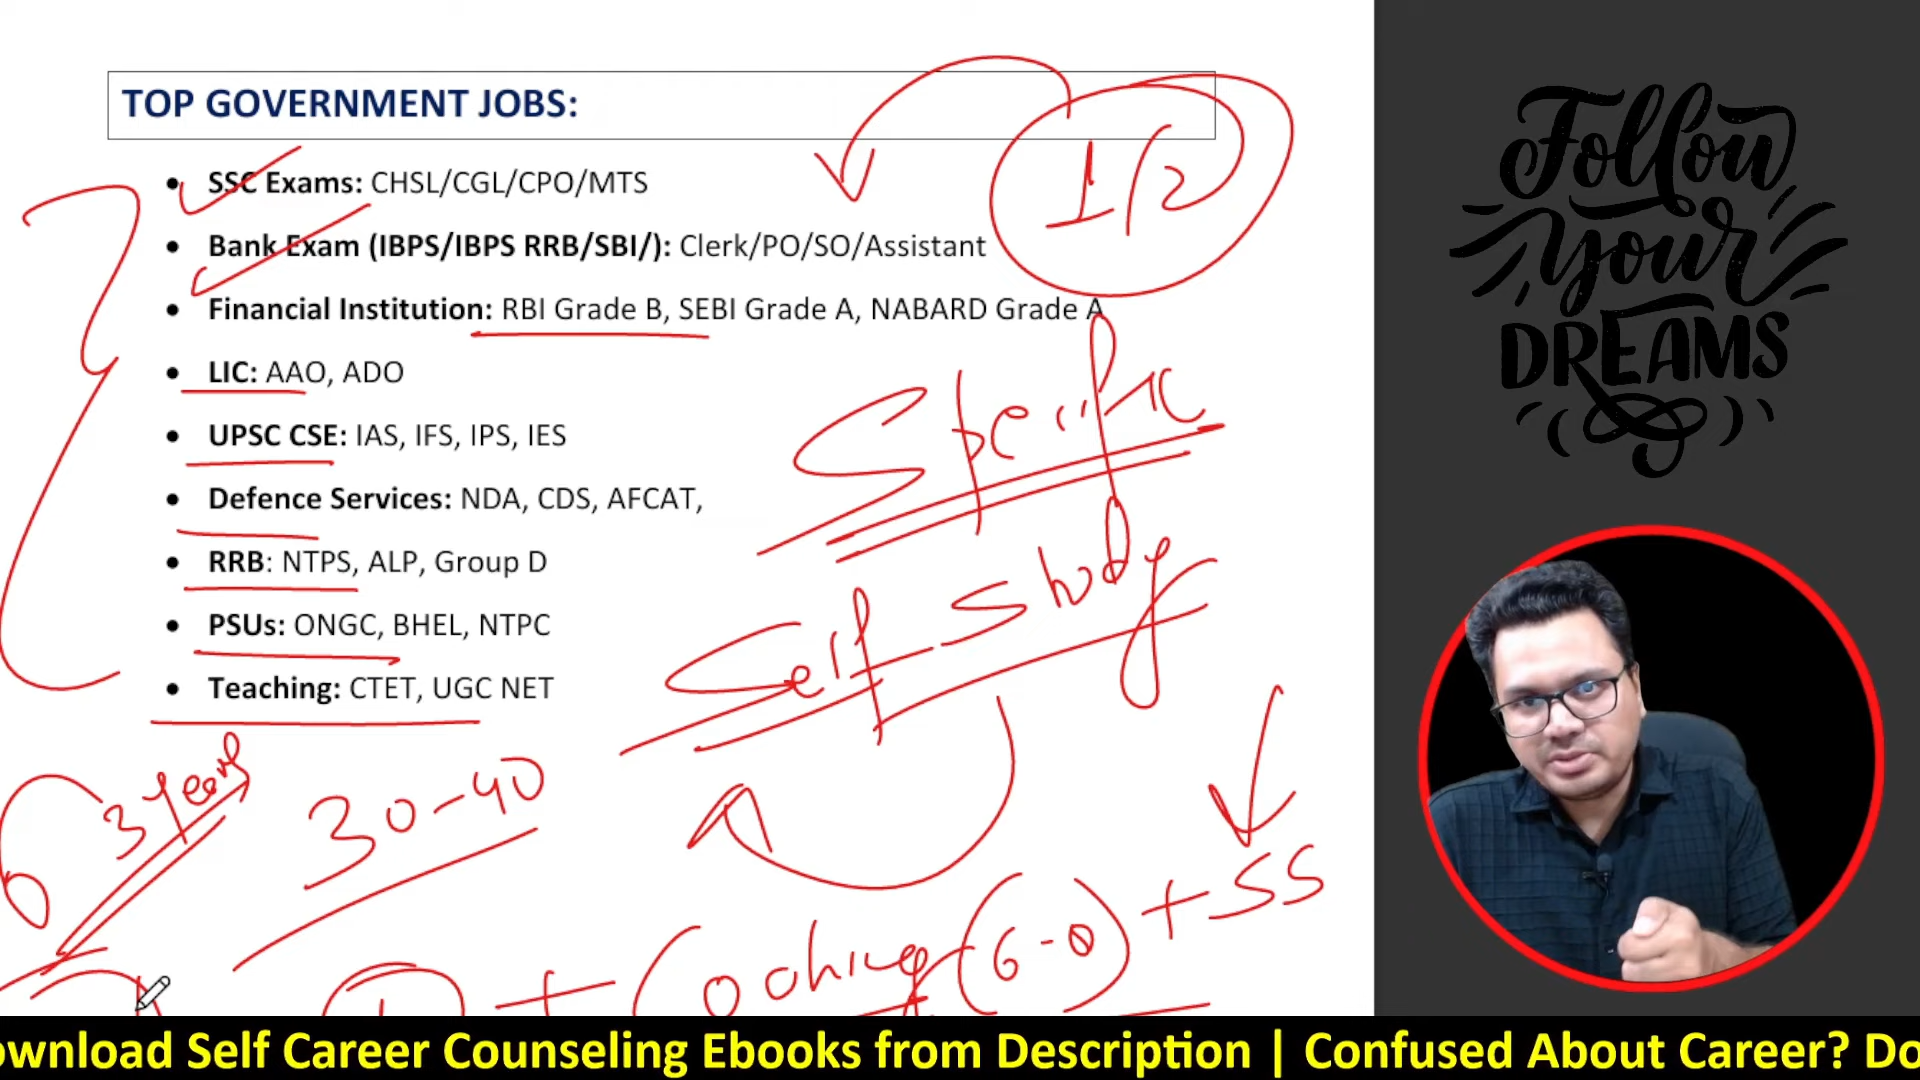 TOP GOVERNMENT JOBS:
1/2
• SSC Exams: CHSL/CGL/CPO/MTS
• Bank Exam (IBPS/IBPS RRB/SBI/): Clerk/PO/SO/Assistant
• Financial Institution: RBI Grade B, SEBI Grade A, NABARD Grade A
• LIC: AAO, ADO
• UPSC CSE: IAS, IFS, IPS, IES
• Defence Services: NDA, CDS, AFCAT,
• RRB: NTPS, ALP, Group D
• PSUs: ONGC, BHEL, NTPC
• Teaching: CTET, UGC NET
Specific
Self Study
3 Years
30-40
+ Coaching (6-8) + SS
Follow
Your
DREAMS
ownload Self Career Counseling Ebooks from Description | Confused About Career? Do